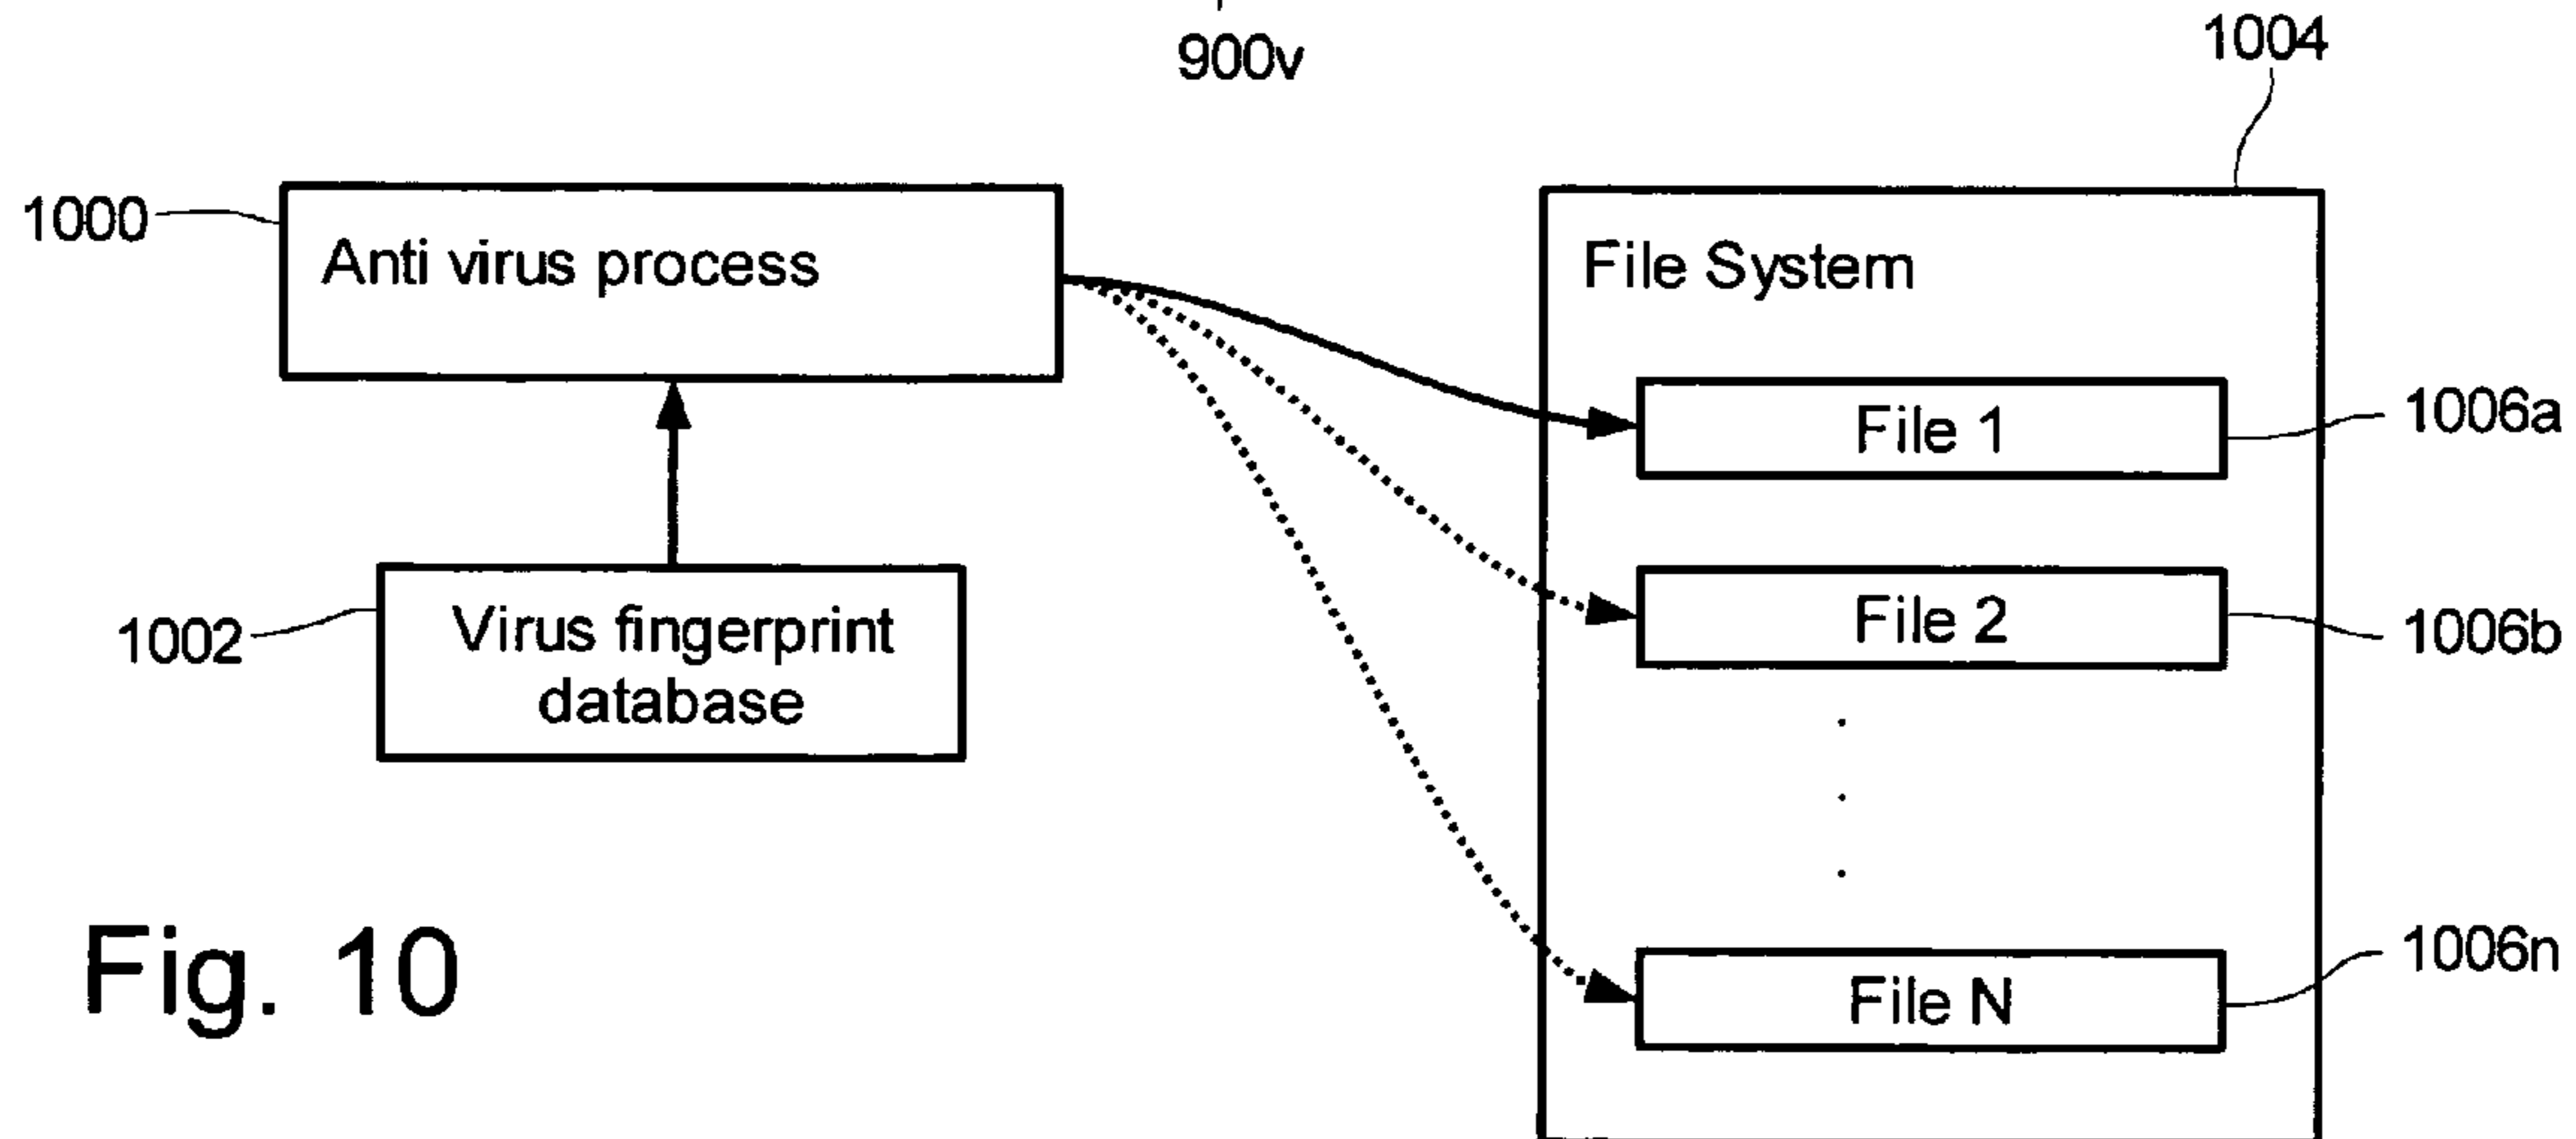 900v
1004
1000
Anti virus process
File System
File 1
1006a
1002
Virus fingerprint
database
File 2
1006b
Fig. 10
File N
1006n